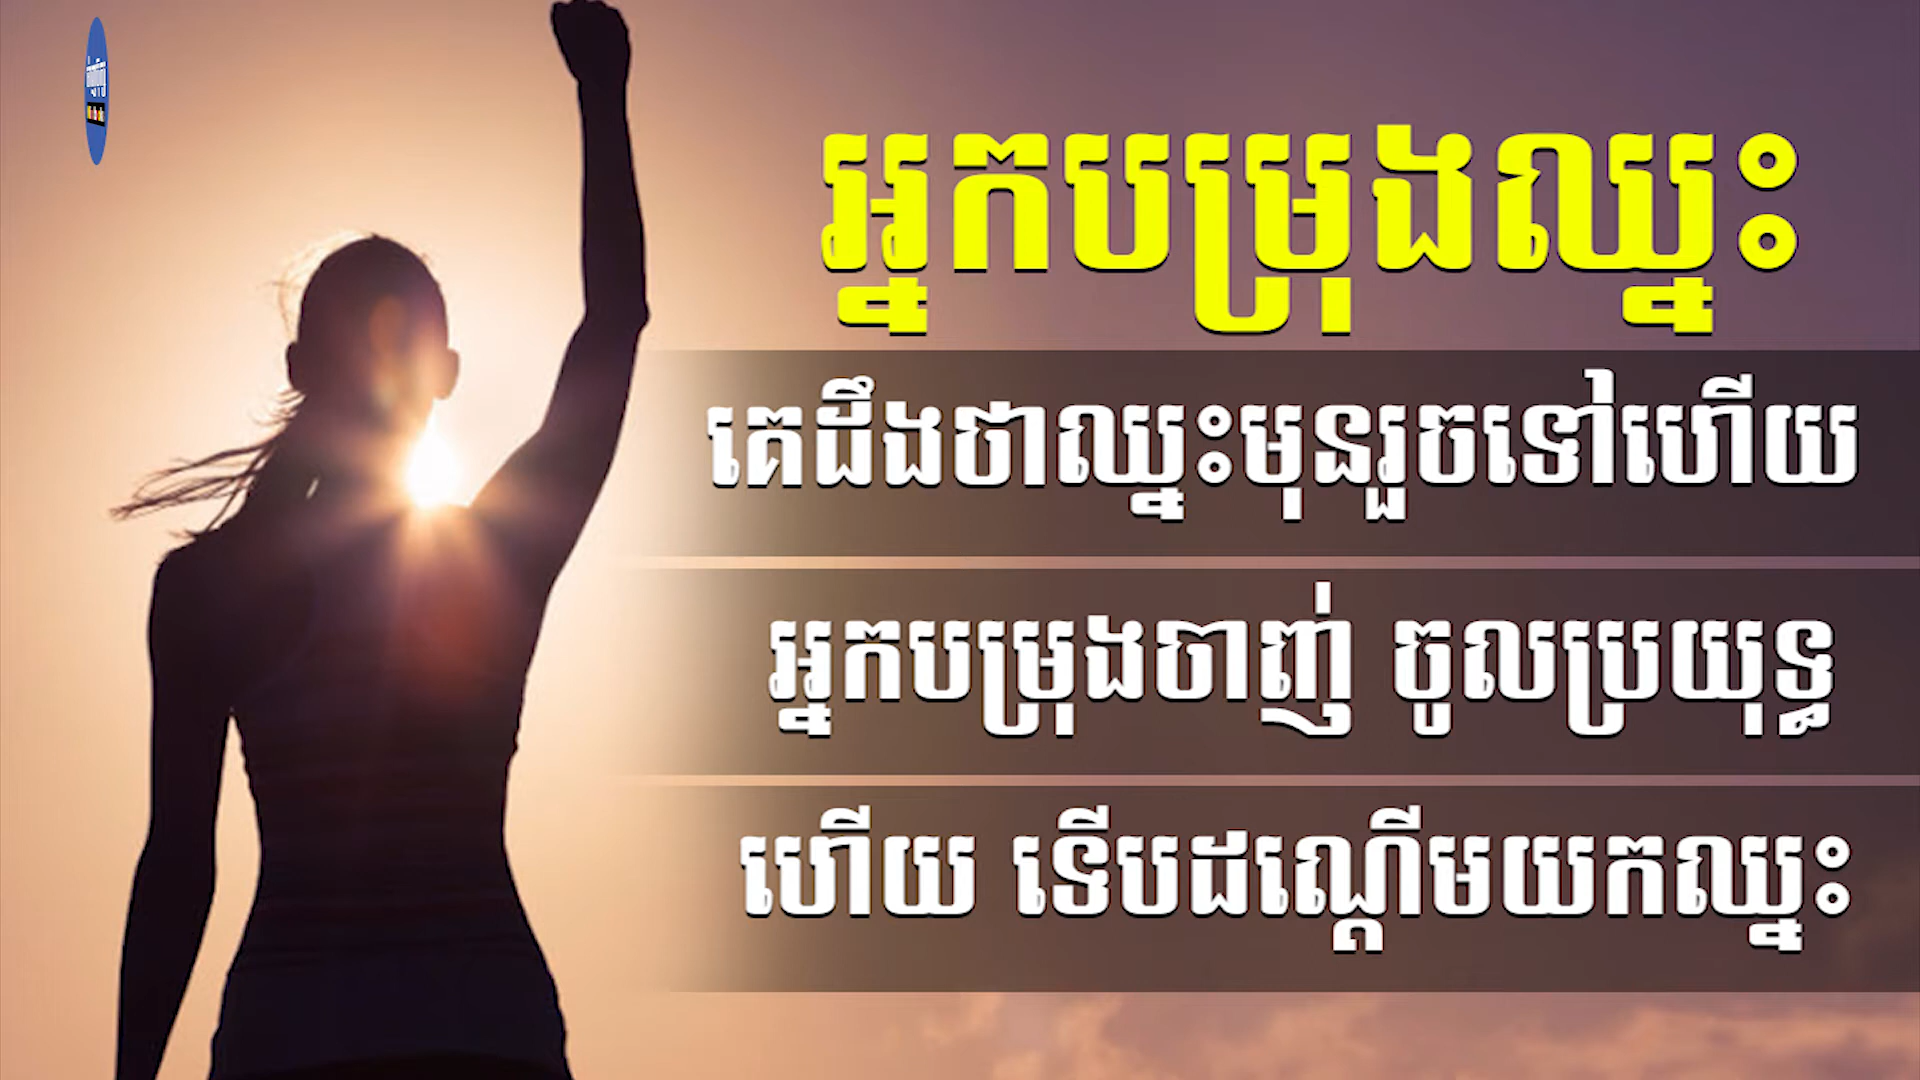 អ្នកបម្រុងឈ្នះ
គេដឹងថាឈ្នះមុនរួចទៅហើយ
អ្នកបម្រុងចាញ់ ចូលប្រយុទ្ធ
ហើយ ទើបដណ្ដើមយកឈ្នះ